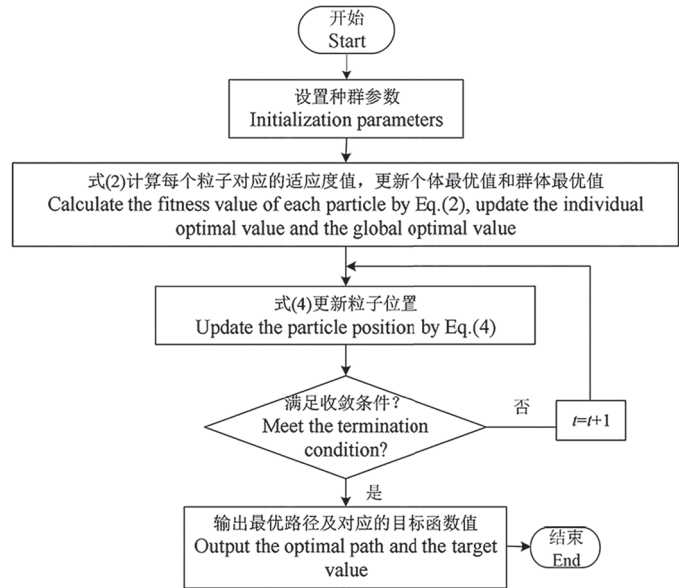 开始
Start
设置种群参数
Initialization parameters
式(2)计算每个粒子对应的适应度值，更新个体最优值和群体最优值
Calculate the fitness value of each particle by Eq.(2), update the individual
optimal value and the global optimal value
式(4)更新粒子位置
Update the particle position by Eq.(4)
满足收敛条件？
Meet the termination
condition?
否
t=t+1
是
输出最优路径及对应的目标函数值
Output the optimal path and the target
value
结束
End